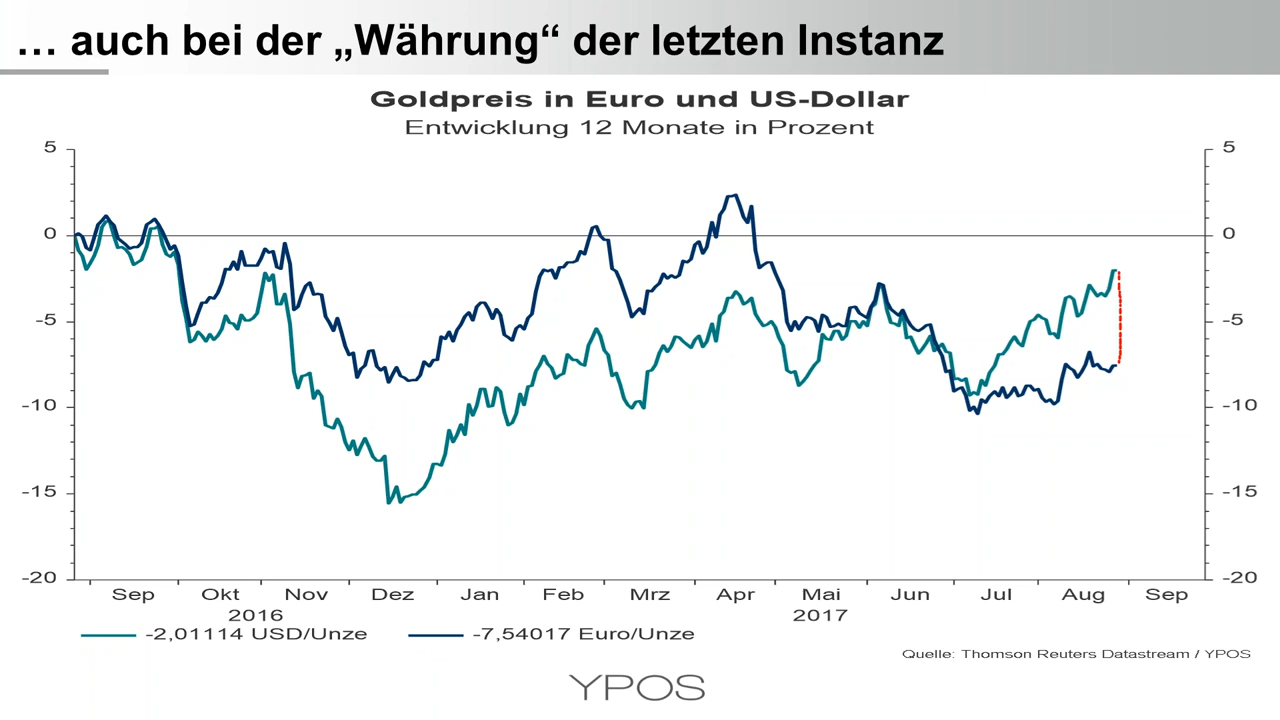 … auch bei der „Währung“ der letzten Instanz
Goldpreis in Euro und US-Dollar
Entwicklung 12 Monate in Prozent
5 5
0 0
-5 -5
-10 -10
-15 -15
-20 -20
Sep Okt Nov Dez Jan Feb Mrz Apr Mai Jun Jul Aug Sep
2016 2017
-2,01114 USD/Unze -7,54017 Euro/Unze
Quelle: Thomson Reuters Datastream / YPOS
YPOS